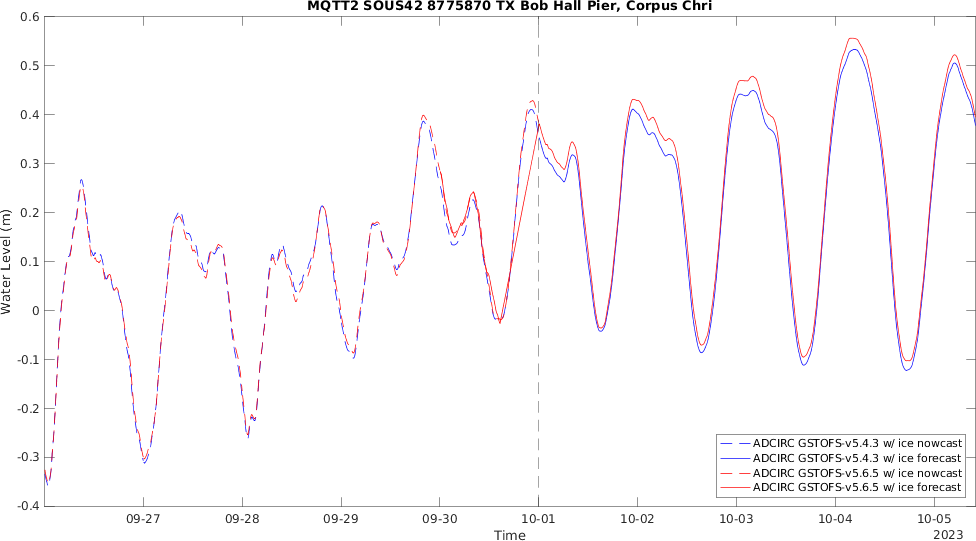 MQTT2 SOUS42 8775870 TX Bob Hall Pier, Corpus Chri
0.6
0.5
0.4
0.3
0.2
0.1
0
-0.1
-0.2
-0.3
-0.4
Water Level (m)
09-27 09-28 09-29 09-30 10-01 10-02 10-03 10-04 10-05
Time
2023
ADCIRC GSTOFS-v5.4.3 w/ ice nowcast
ADCIRC GSTOFS-v5.4.3 w/ ice forecast
ADCIRC GSTOFS-v5.6.5 w/ ice nowcast
ADCIRC GSTOFS-v5.6.5 w/ ice forecast